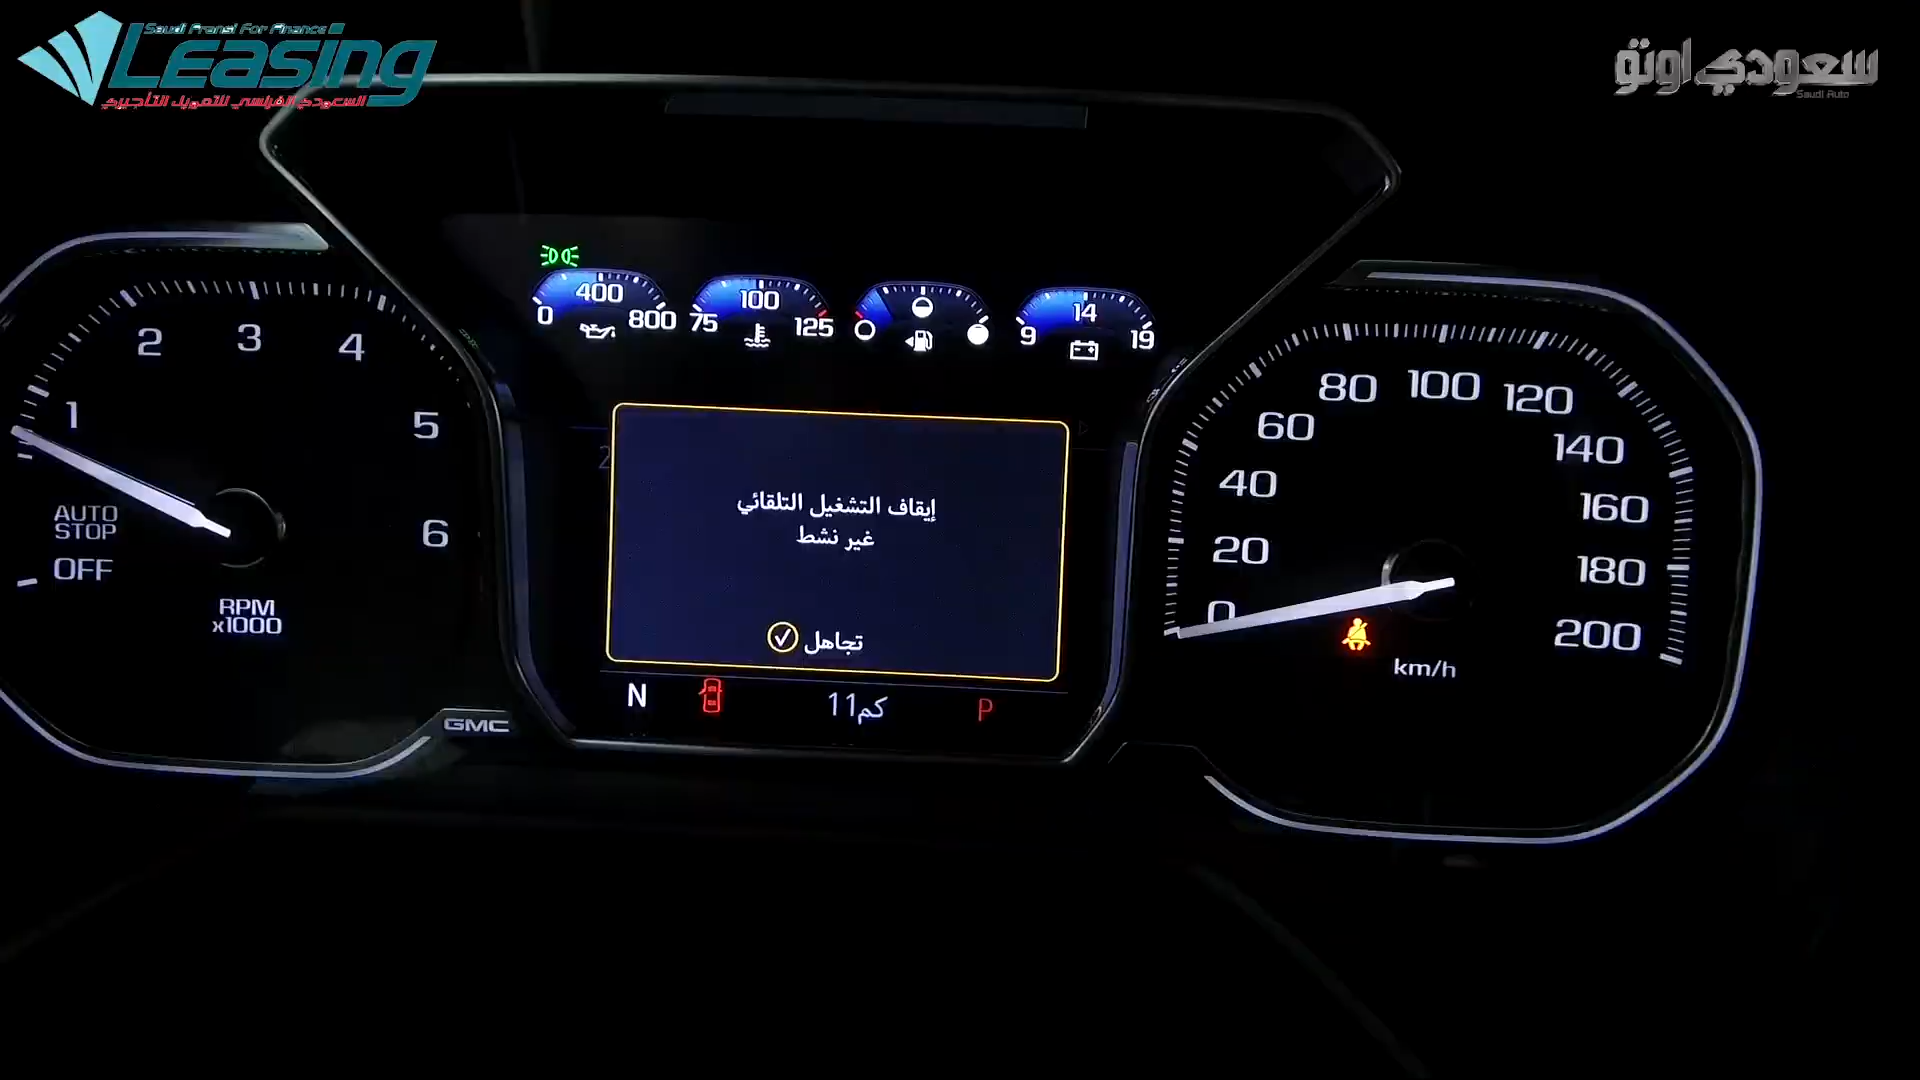 Saudi Fransi For Finance
Leasing
السعودي الفرنسي للتمويل التأجيري
سعودي اوتو
Saudi Auto
0 400 800
75 100 125
9 14 19
1 2 3 4 5 6
AUTO
STOP
OFF
RPM
x1000
GMC
إيقاف التشغيل التلقائي
غير نشط
تجاهل
N
11كم
P
0 20 40 60 80 100 120 140 160 180 200
km/h